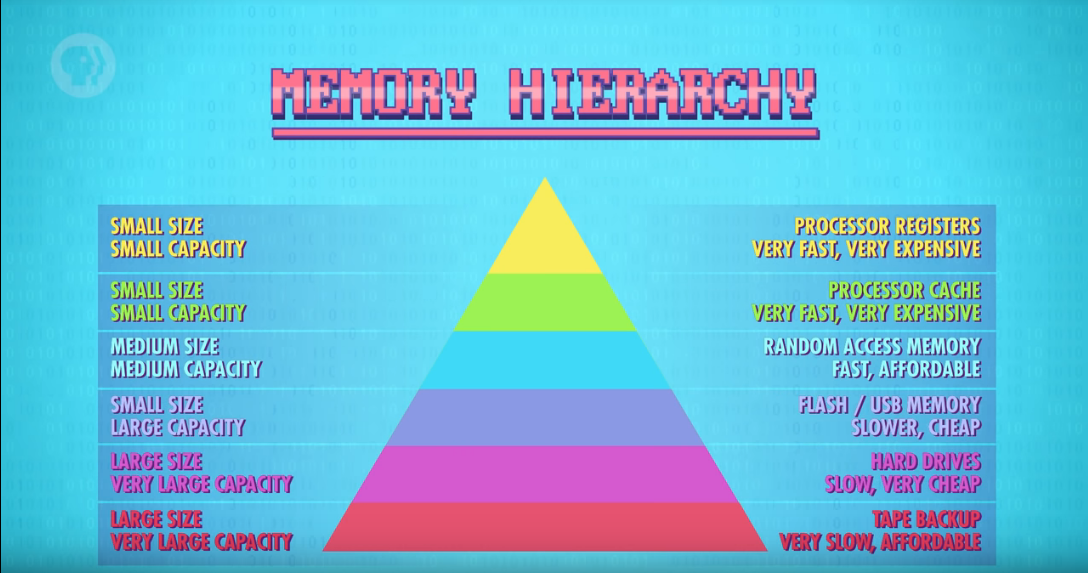 MEMORY HIERARCHY
SMALL SIZE
SMALL CAPACITY
PROCESSOR REGISTERS
VERY FAST, VERY EXPENSIVE
SMALL SIZE
SMALL CAPACITY
PROCESSOR CACHE
VERY FAST, VERY EXPENSIVE
MEDIUM SIZE
MEDIUM CAPACITY
RANDOM ACCESS MEMORY
FAST, AFFORDABLE
SMALL SIZE
LARGE CAPACITY
FLASH / USB MEMORY
SLOWER, CHEAP
LARGE SIZE
VERY LARGE CAPACITY
HARD DRIVES
SLOW, VERY CHEAP
LARGE SIZE
VERY LARGE CAPACITY
TAPE BACKUP
VERY SLOW, AFFORDABLE